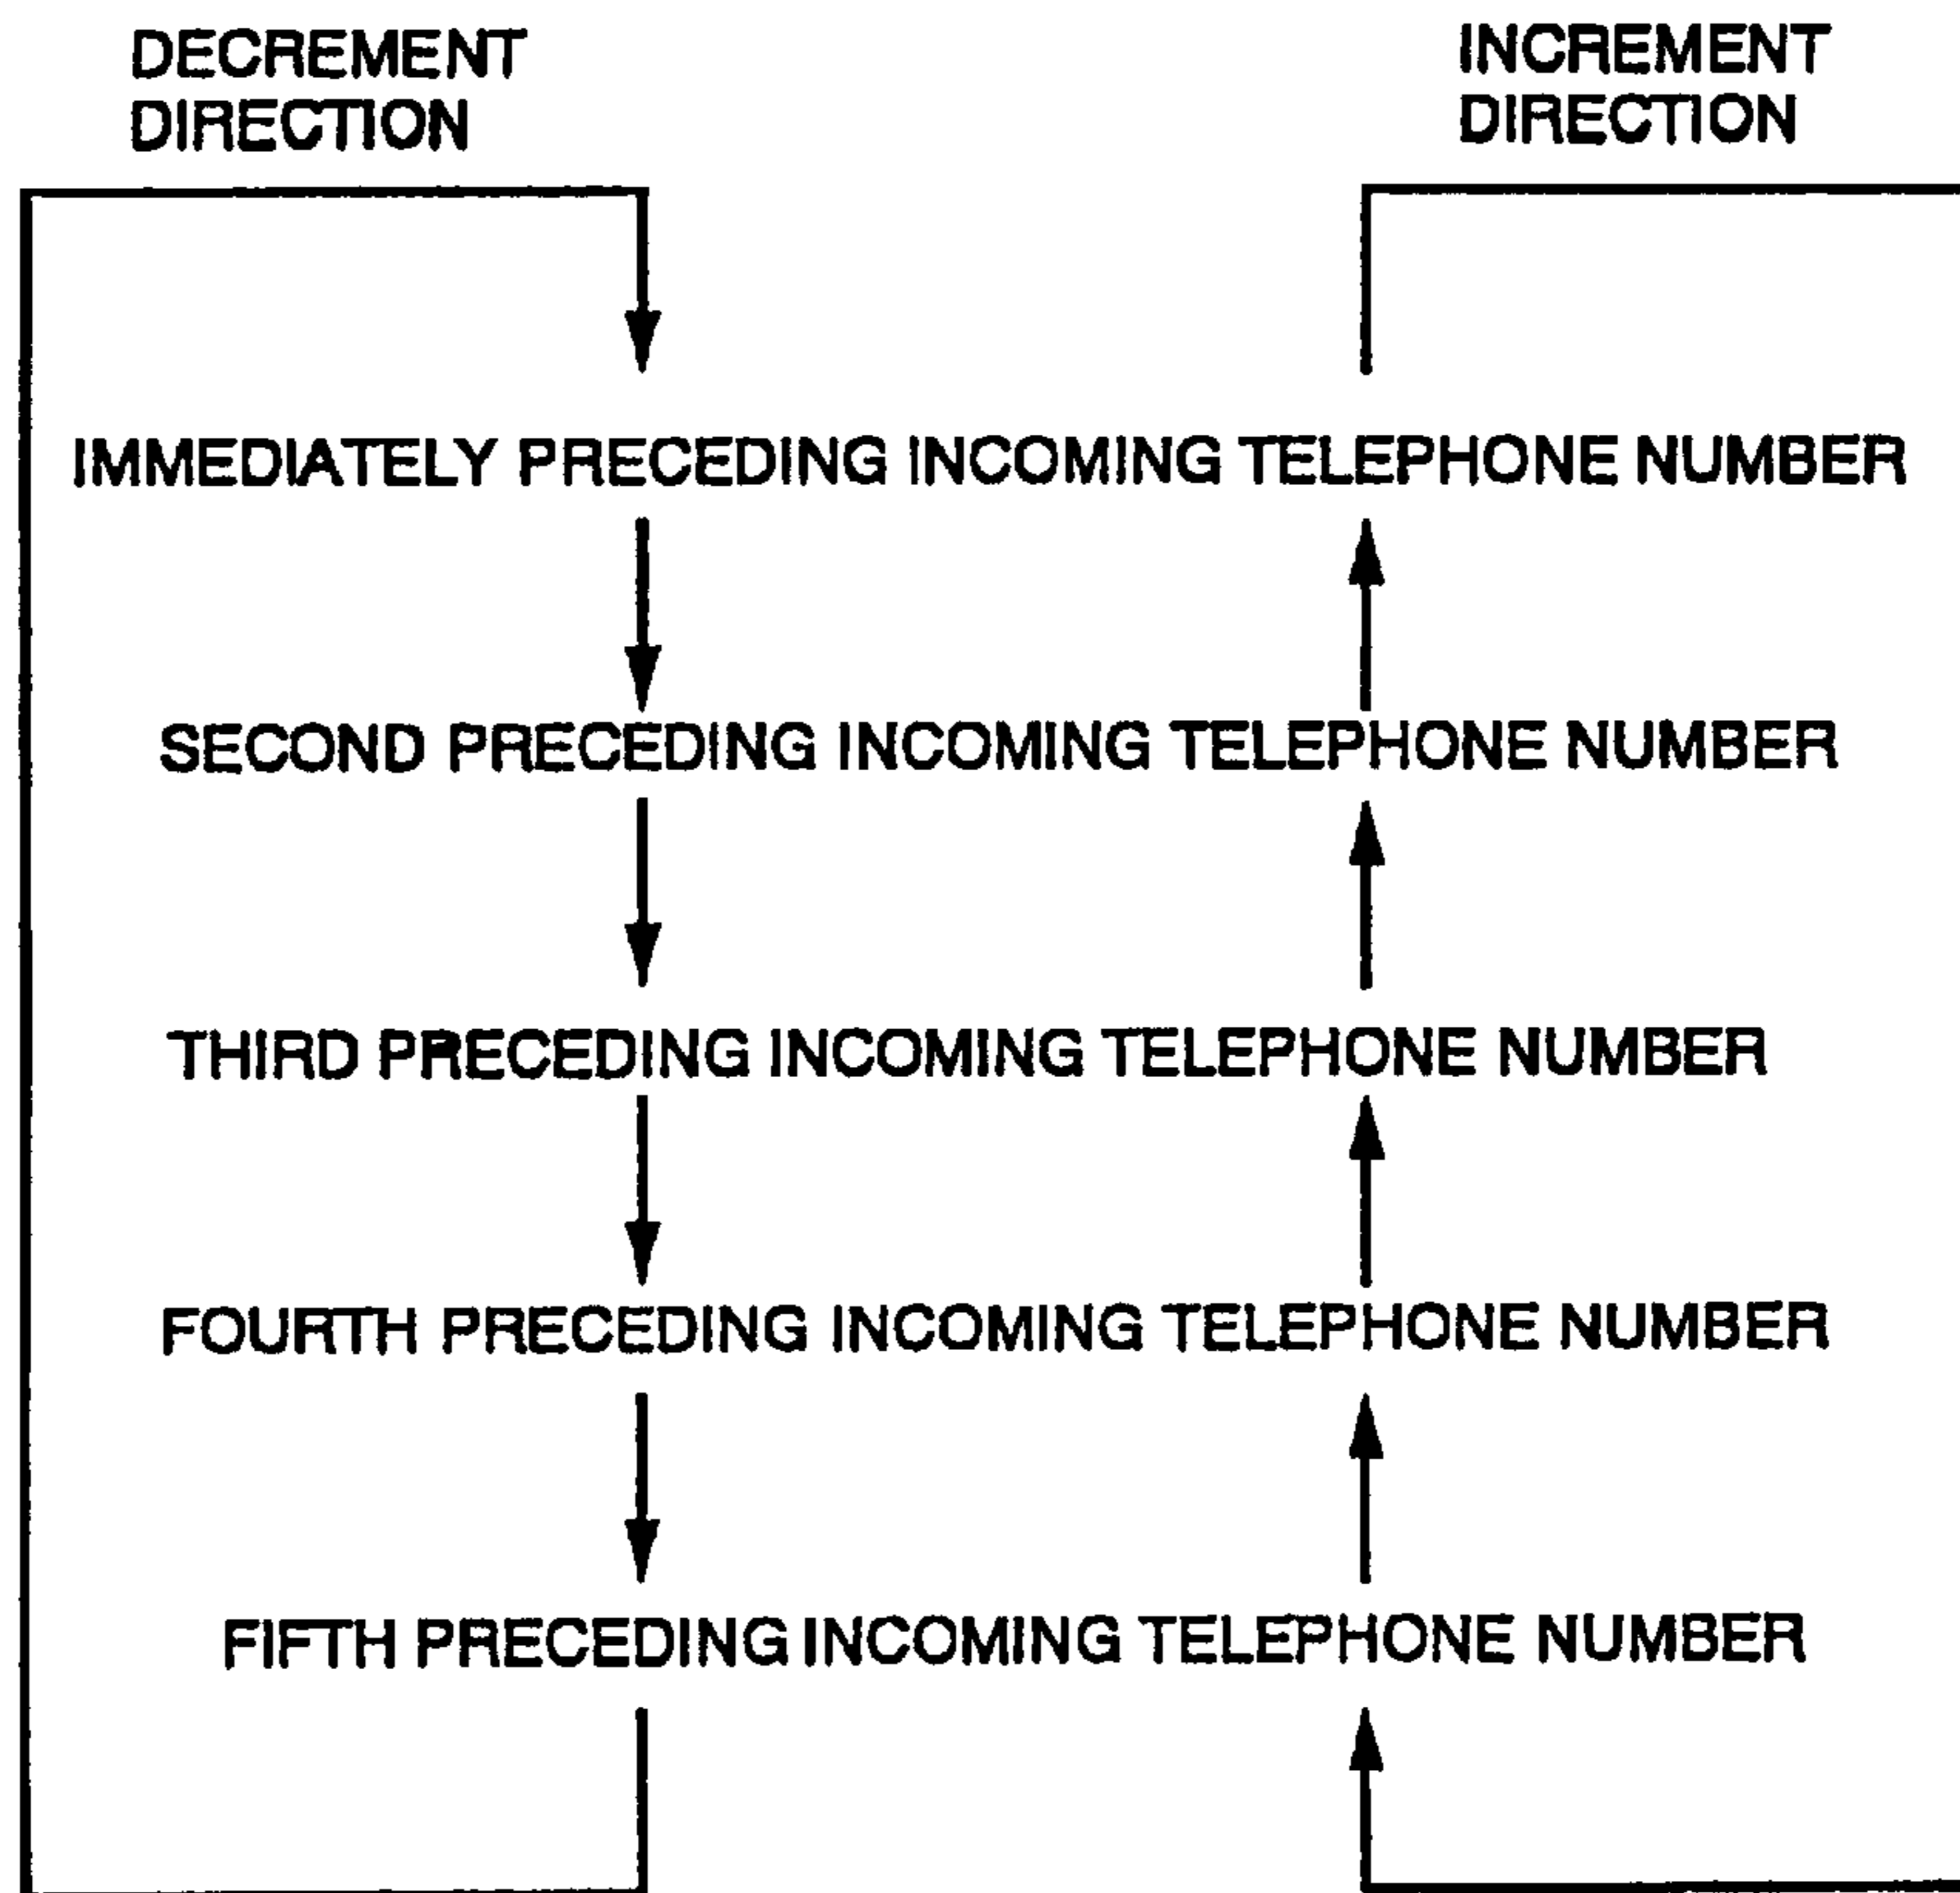 DECREMENT
DIRECTION
INCREMENT
DIRECTION
IMMEDIATELY PRECEDING INCOMING TELEPHONE NUMBER
SECOND PRECEDING INCOMING TELEPHONE NUMBER
THIRD PRECEDING INCOMING TELEPHONE NUMBER
FOURTH PRECEDING INCOMING TELEPHONE NUMBER
FIFTH PRECEDING INCOMING TELEPHONE NUMBER